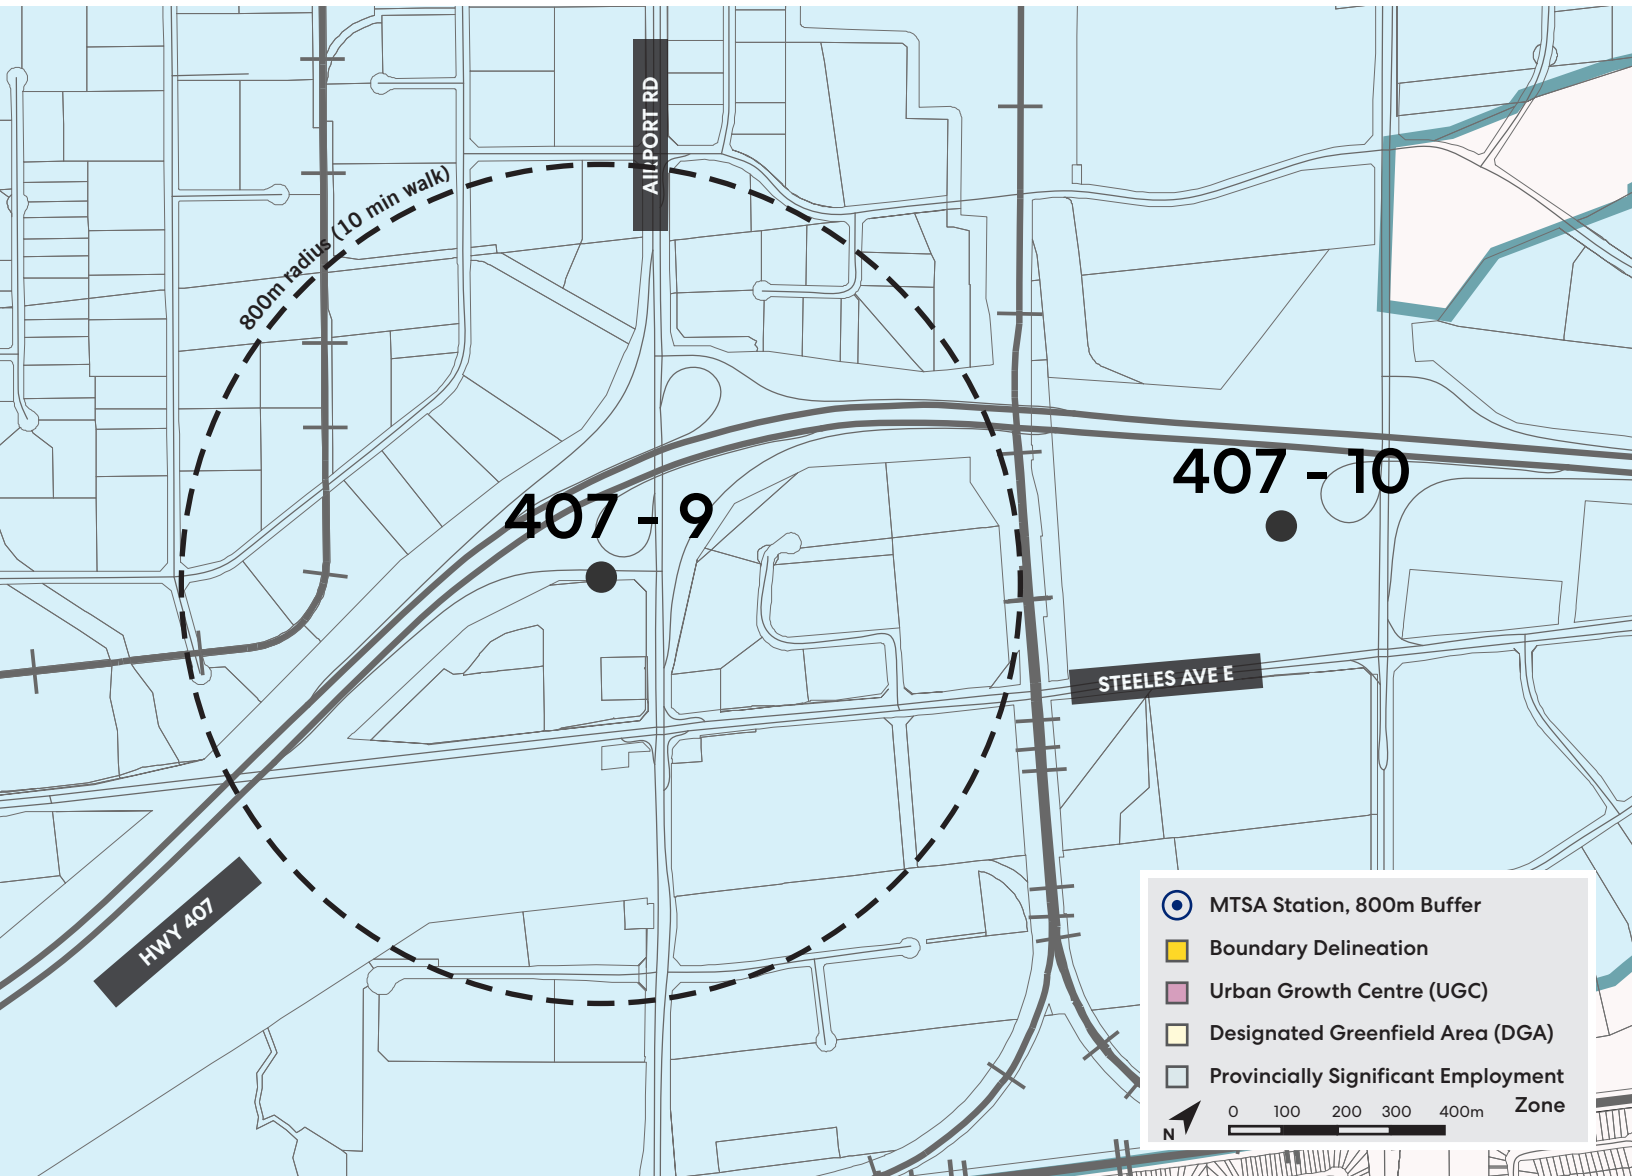 AIRPORT RD
800m radius (10 min walk)
407 - 10
407 - 9
STEELES AVE E
HWY 407
MTSA Station, 800m Buffer
Boundary Delineation
Urban Growth Centre (UGC)
Designated Greenfield Area (DGA)
Provincially Significant Employment
Zone
0 100 200 300 400m
N